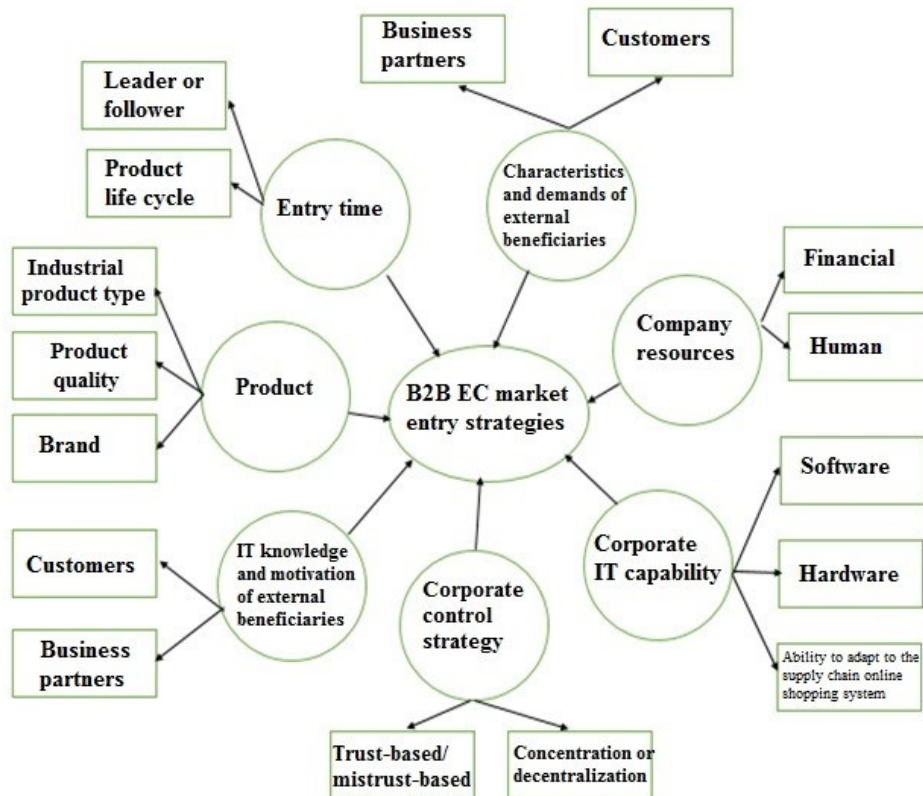 Business
partners
Customers
Leader or
follower
Product
life cycle
Entry time
Characteristics
and demands of
external
beneficiaries
Industrial
product type
Product
quality
Brand
Product
Company
resources
Financial
Human
B2B EC market
entry strategies
Customers
Business
partners
IT knowledge
and motivation
of external
beneficiaries
Corporate
control
strategy
Corporate
IT capability
Software
Hardware
Ability to adapt to the
supply chain online
shopping system
Trust-based/
mistrust-based
Concentration or
decentralization